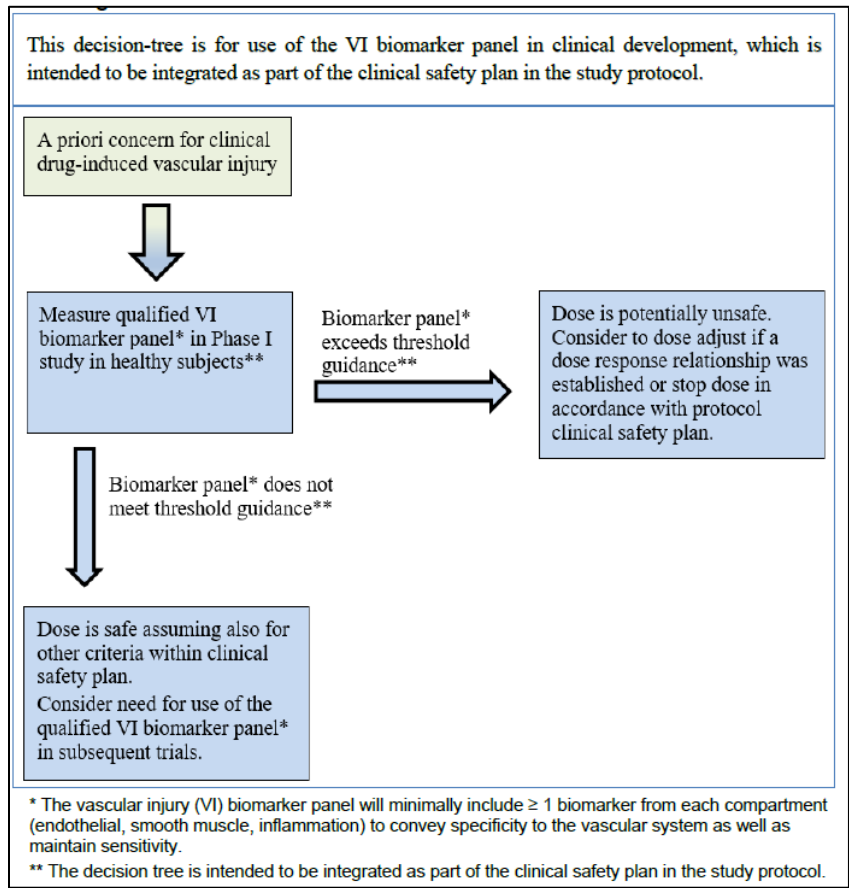 This decision-tree is for use of the VI biomarker panel in clinical development, which is
intended to be integrated as part of the clinical safety plan in the study protocol.
A priori concern for clinical
drug-induced vascular injury
Measure qualified VI
biomarker panel* in Phase I
study in healthy subjects**
Biomarker panel*
exceeds threshold
guidance**
Dose is potentially unsafe.
Consider to dose adjust if a
dose response relationship was
established or stop dose in
accordance with protocol
clinical safety plan.
Biomarker panel* does not
meet threshold guidance**
Dose is safe assuming also for
other criteria within clinical
safety plan.
Consider need for use of the
qualified VI biomarker panel*
in subsequent trials.
* The vascular injury (VI) biomarker panel will minimally include ≥ 1 biomarker from each compartment
(endothelial, smooth muscle, inflammation) to convey specificity to the vascular system as well as
maintain sensitivity.
** The decision tree is intended to be integrated as part of the clinical safety plan in the study protocol.